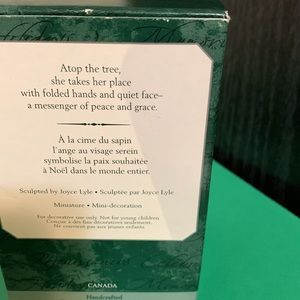 Atop the tree,
she takes her place
with folded hands and quiet face–
a messenger of peace and grace.
À la cime du sapin
l'ange au visage serein
symbolise la paix souhaitée
à Noël dans le monde entier.
Sculpted by Joyce Lyle • Sculptée par Joyce Lyle
Miniature • Mini-décoration
For decorative use only. Not for young children
Conçue à des fins décoratives seulement.
Ne convient pas aux jeunes enfants.
CANADA
Handcrafted